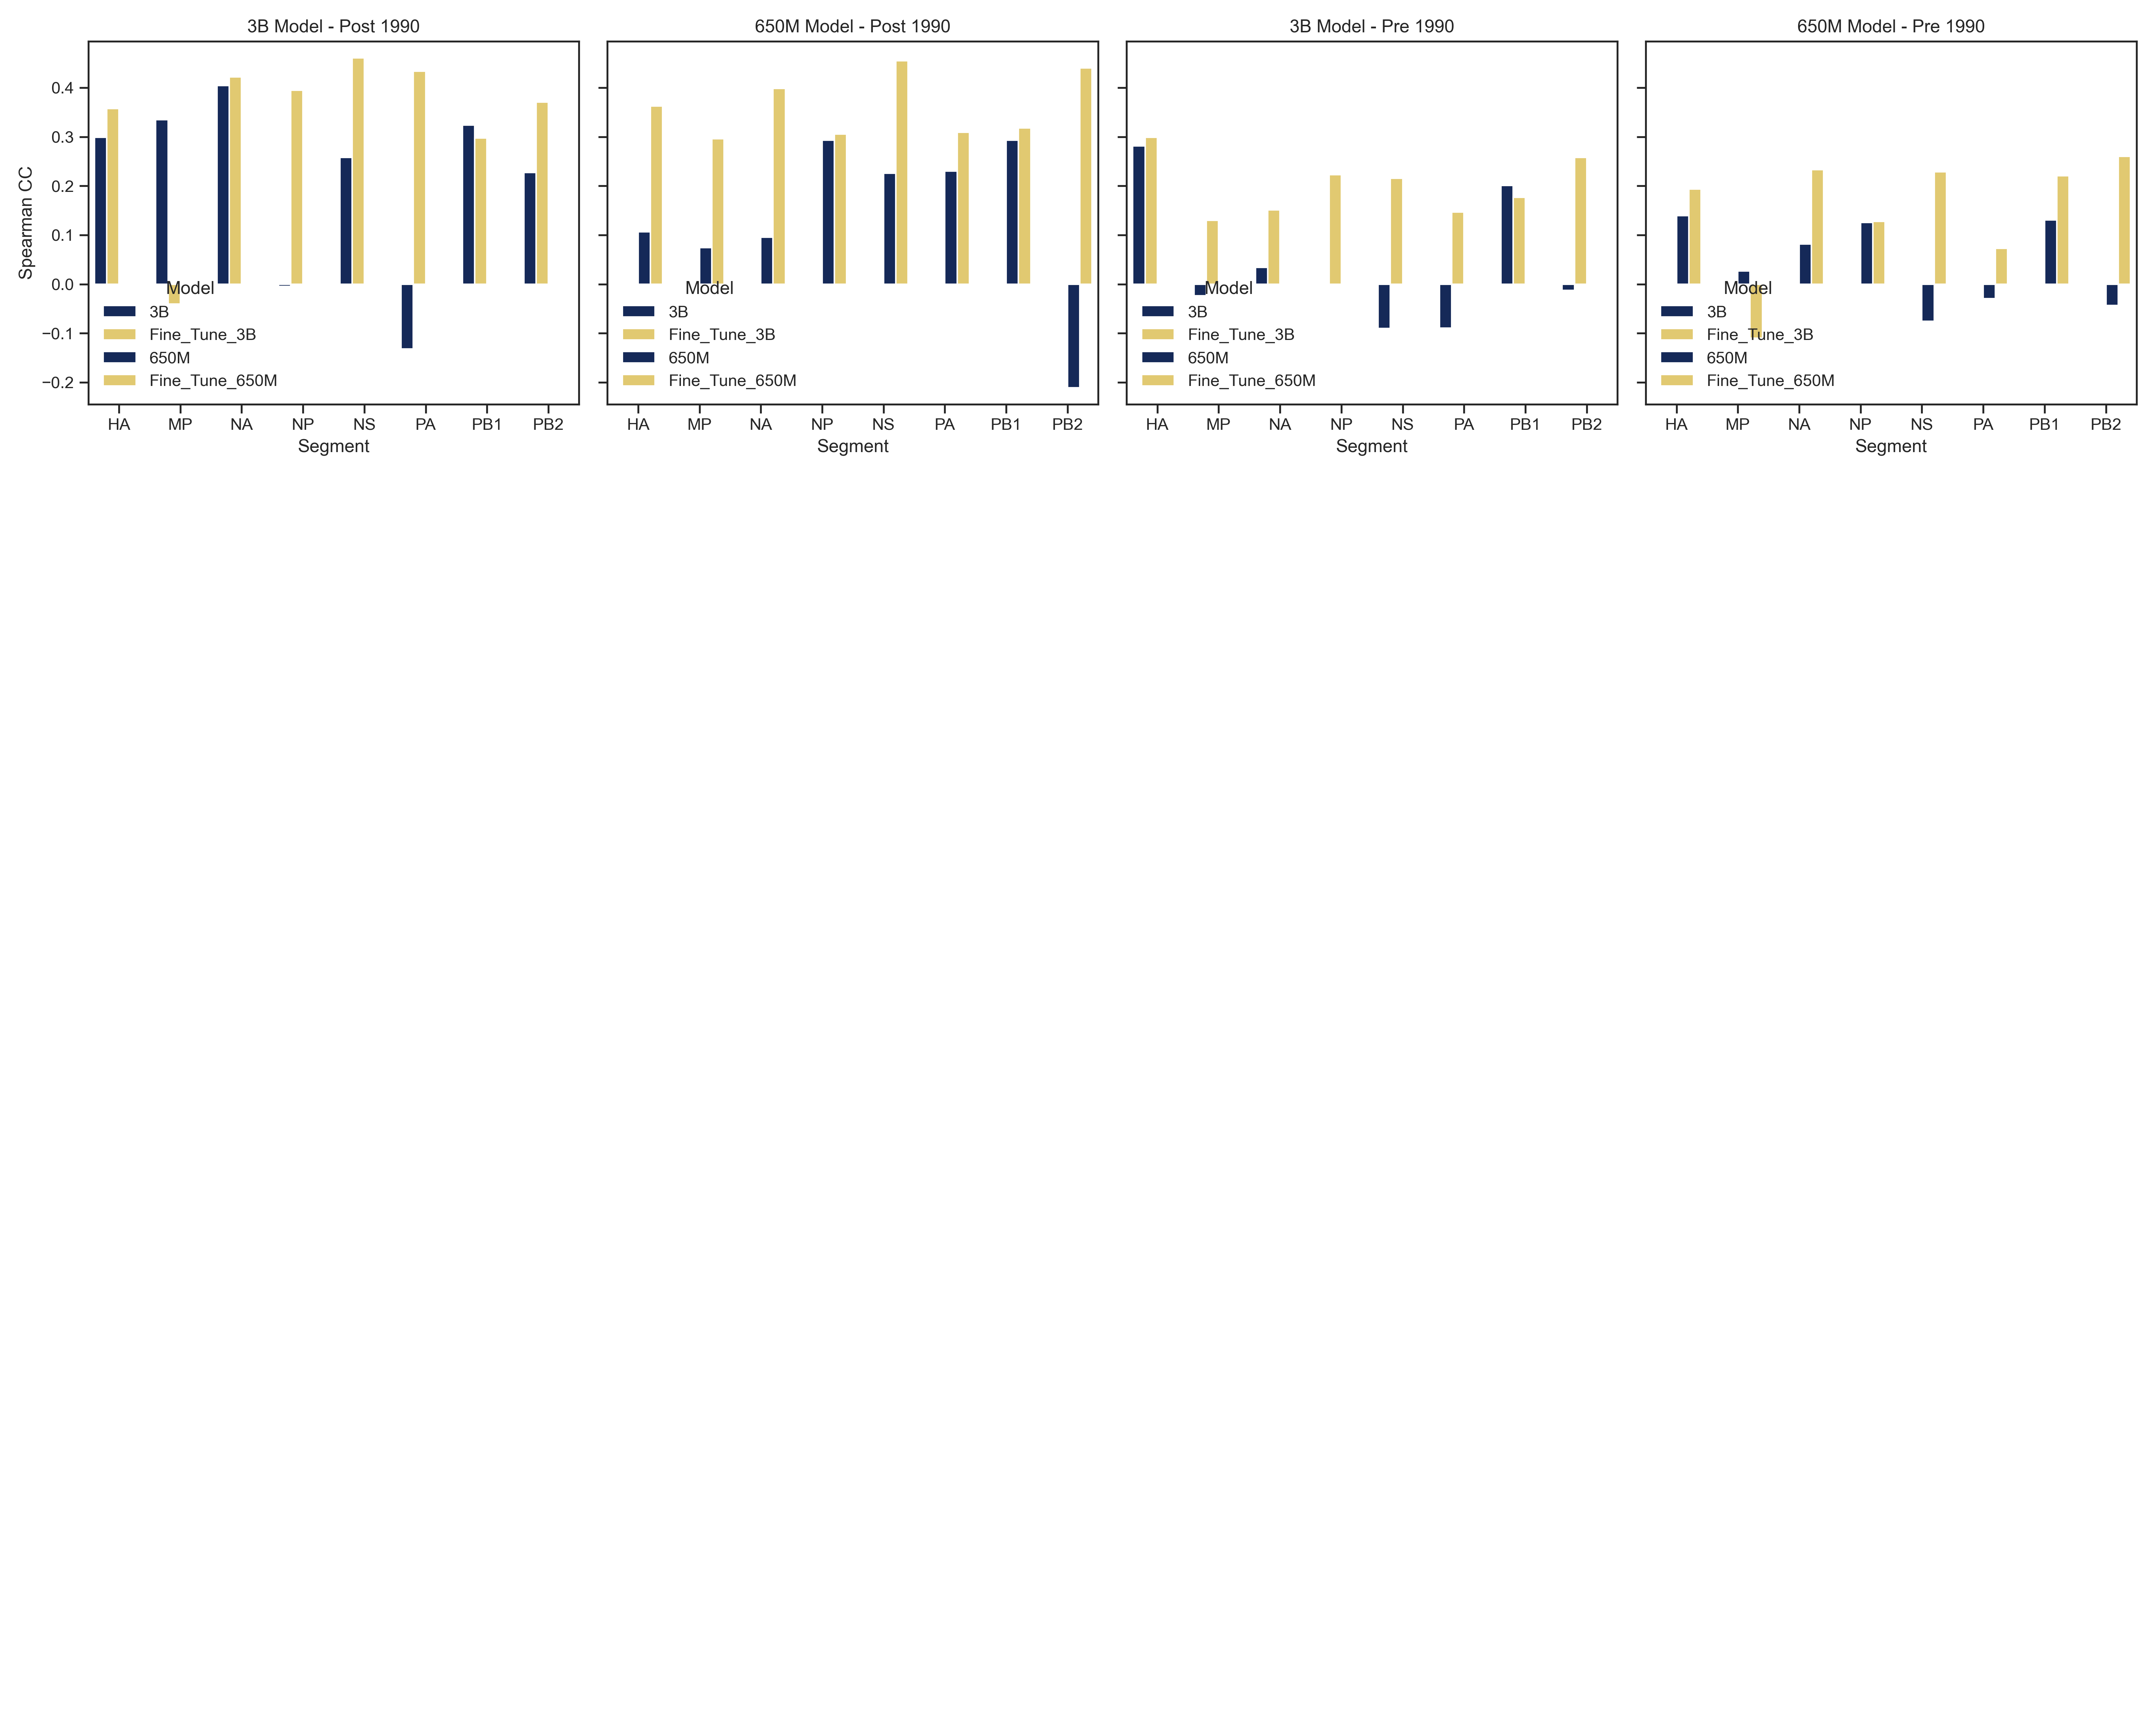 3B Model - Post 1990
650M Model - Post 1990
3B Model - Pre 1990
650M Model - Pre 1990
Spearman CC
0.4
0.3
0.2
0.1
0.0
−0.1
−0.2
Model
3B
Fine_Tune_3B
650M
Fine_Tune_650M
HA MP NA NP NS PA PB1 PB2
Segment
Model
3B
Fine_Tune_3B
650M
Fine_Tune_650M
HA MP NA NP NS PA PB1 PB2
Segment
Model
3B
Fine_Tune_3B
650M
Fine_Tune_650M
HA MP NA NP NS PA PB1 PB2
Segment
Model
3B
Fine_Tune_3B
650M
Fine_Tune_650M
HA MP NA NP NS PA PB1 PB2
Segment